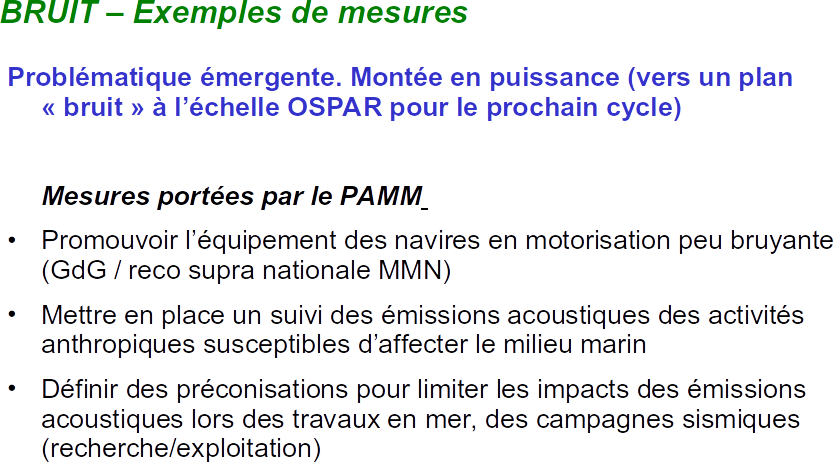 BRUIT – Exemples de mesures
Problématique émergente. Montée en puissance (vers un plan
« bruit » à l’échelle OSPAR pour le prochain cycle)
Mesures portées par le PAMM
• Promouvoir l’équipement des navires en motorisation peu bruyante
(GdG / reco supra nationale MMN)
• Mettre en place un suivi des émissions acoustiques des activités
anthropiques susceptibles d’affecter le milieu marin
• Définir des préconisations pour limiter les impacts des émissions
acoustiques lors des travaux en mer, des campagnes sismiques
(recherche/exploitation)